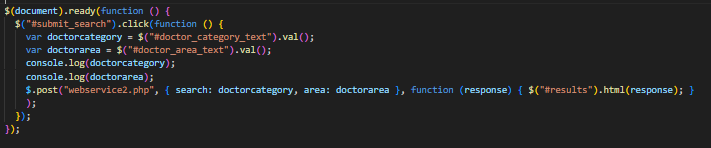 $(document).ready(function () {
  $("#submit_search").click(function () {
    var doctorcategory = $("#doctor_category_text").val();
    var doctorarea = $("#doctor_area_text").val();
    console.log(doctorcategory);
    console.log(doctorarea);
    $.post("webservice2.php", { search: doctorcategory, area: doctorarea }, function (response) { $("#results").html(response); }
    );
  });
});